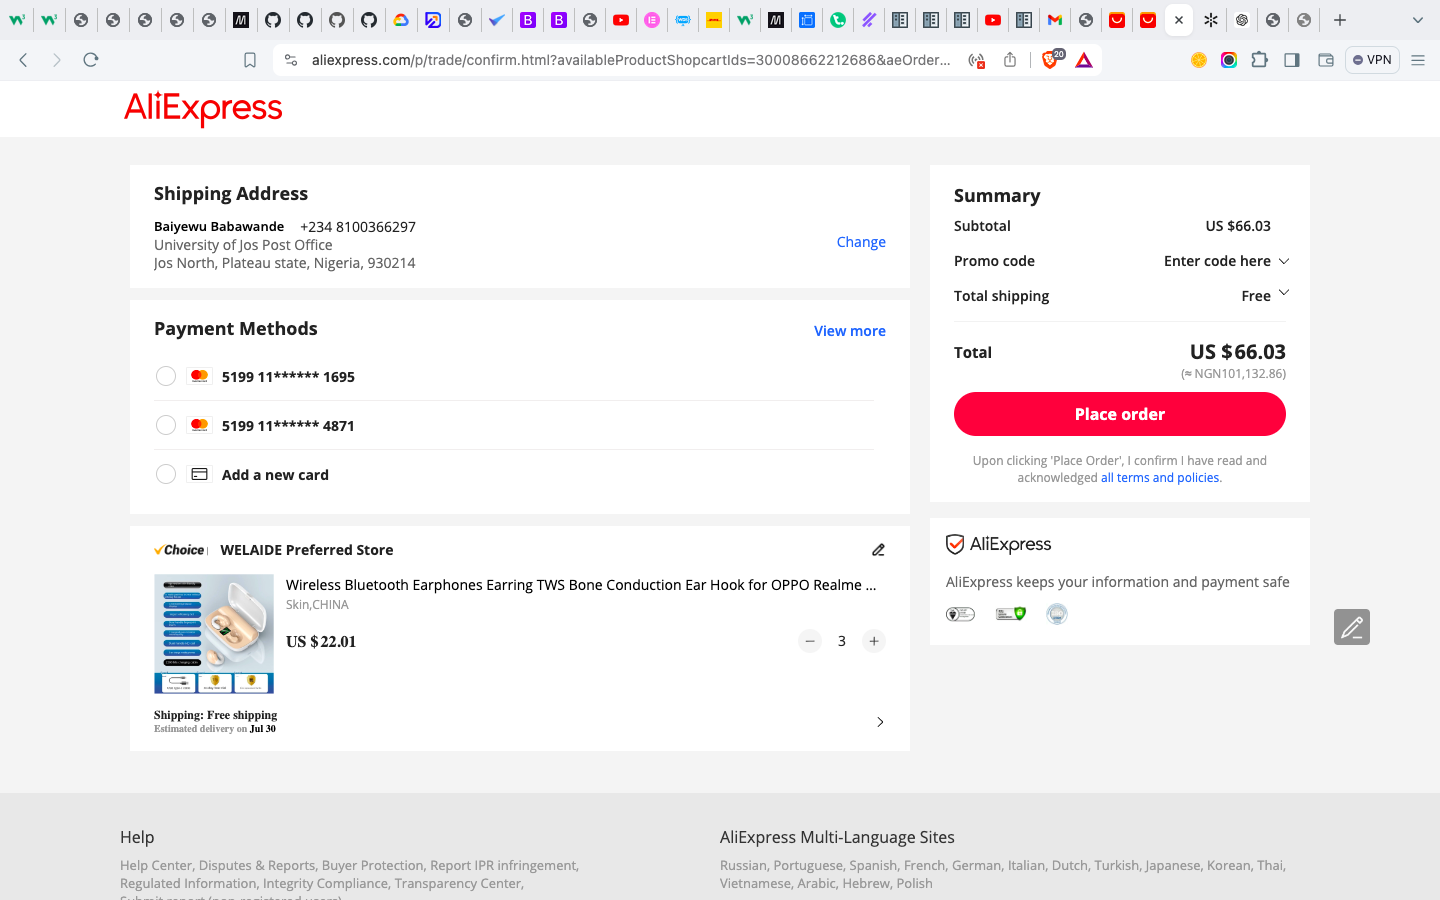 aliexpress.com/p/trade/confirm.html?availableProductShopcartIds=30008662212686&aeOrder...
20
VPN
AliExpress
Shipping Address
Baiyewu Babawande +234 8100366297
University of Jos Post Office
Jos North, Plateau state, Nigeria, 930214
Change
Payment Methods
View more
5199 11****** 1695
5199 11****** 4871
Add a new card
Choice WELAIDE Preferred Store
Wireless Bluetooth Earphones Earring TWS Bone Conduction Ear Hook for OPPO Realme ...
Skin,CHINA
US $22.01
3
Shipping: Free shipping
Estimated delivery on Jul 30
Summary
Subtotal US $66.03
Promo code Enter code here
Total shipping Free
Total US $66.03
(≈ NGN101,132.86)
Place order
Upon clicking 'Place Order', I confirm I have read and
acknowledged all terms and policies.
AliExpress
AliExpress keeps your information and payment safe
Help
Help Center, Disputes & Reports, Buyer Protection, Report IPR infringement,
Regulated Information, Integrity Compliance, Transparency Center,
Submit report (non-registered users)
AliExpress Multi-Language Sites
Russian, Portuguese, Spanish, French, German, Italian, Dutch, Turkish, Japanese, Korean, Thai,
Vietnamese, Arabic, Hebrew, Polish